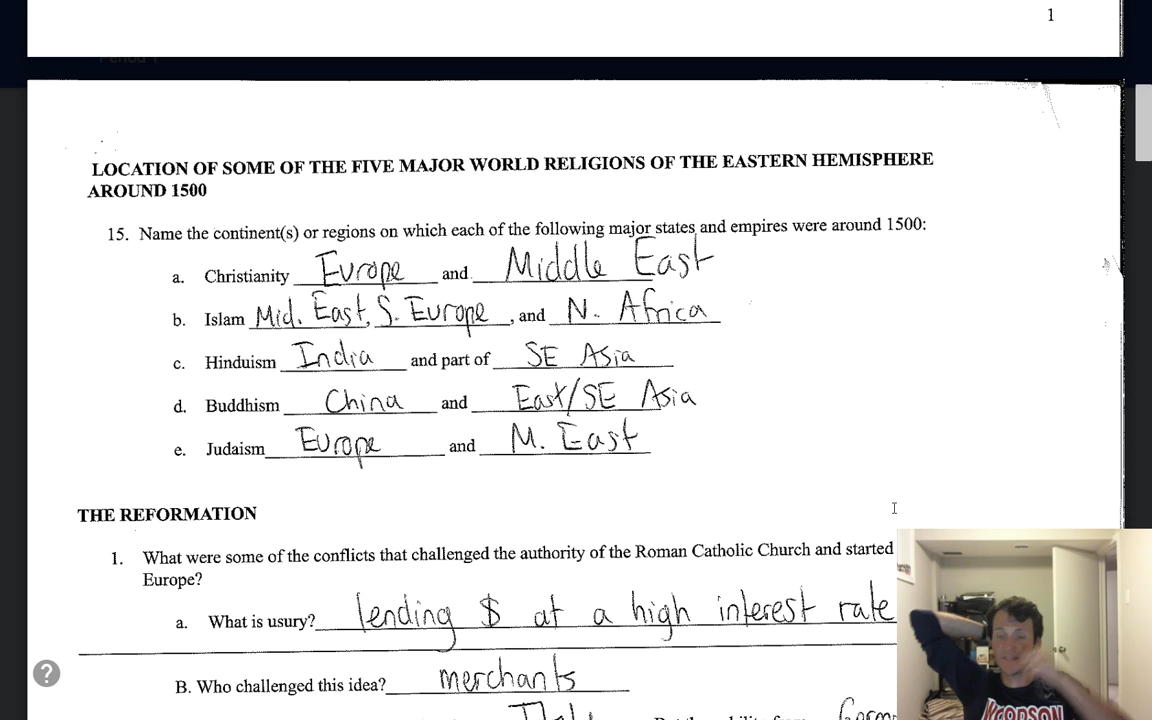 1
Period 1
LOCATION OF SOME OF THE FIVE MAJOR WORLD RELIGIONS OF THE EASTERN HEMISPHERE
AROUND 1500
15. Name the continent(s) or regions on which each of the following major states and empires were around 1500:
a. Christianity Europe and Middle East
b. Islam Mid. East, S. Europe, and N. Africa
c. Hinduism India and part of SE Asia
d. Buddhism China and East/SE Asia
e. Judaism Europe and M. East
THE REFORMATION
1. What were some of the conflicts that challenged the authority of the Roman Catholic Church and started
Europe?
a. What is usury? lending $ at a high interest rate
B. Who challenged this idea? merchants
?